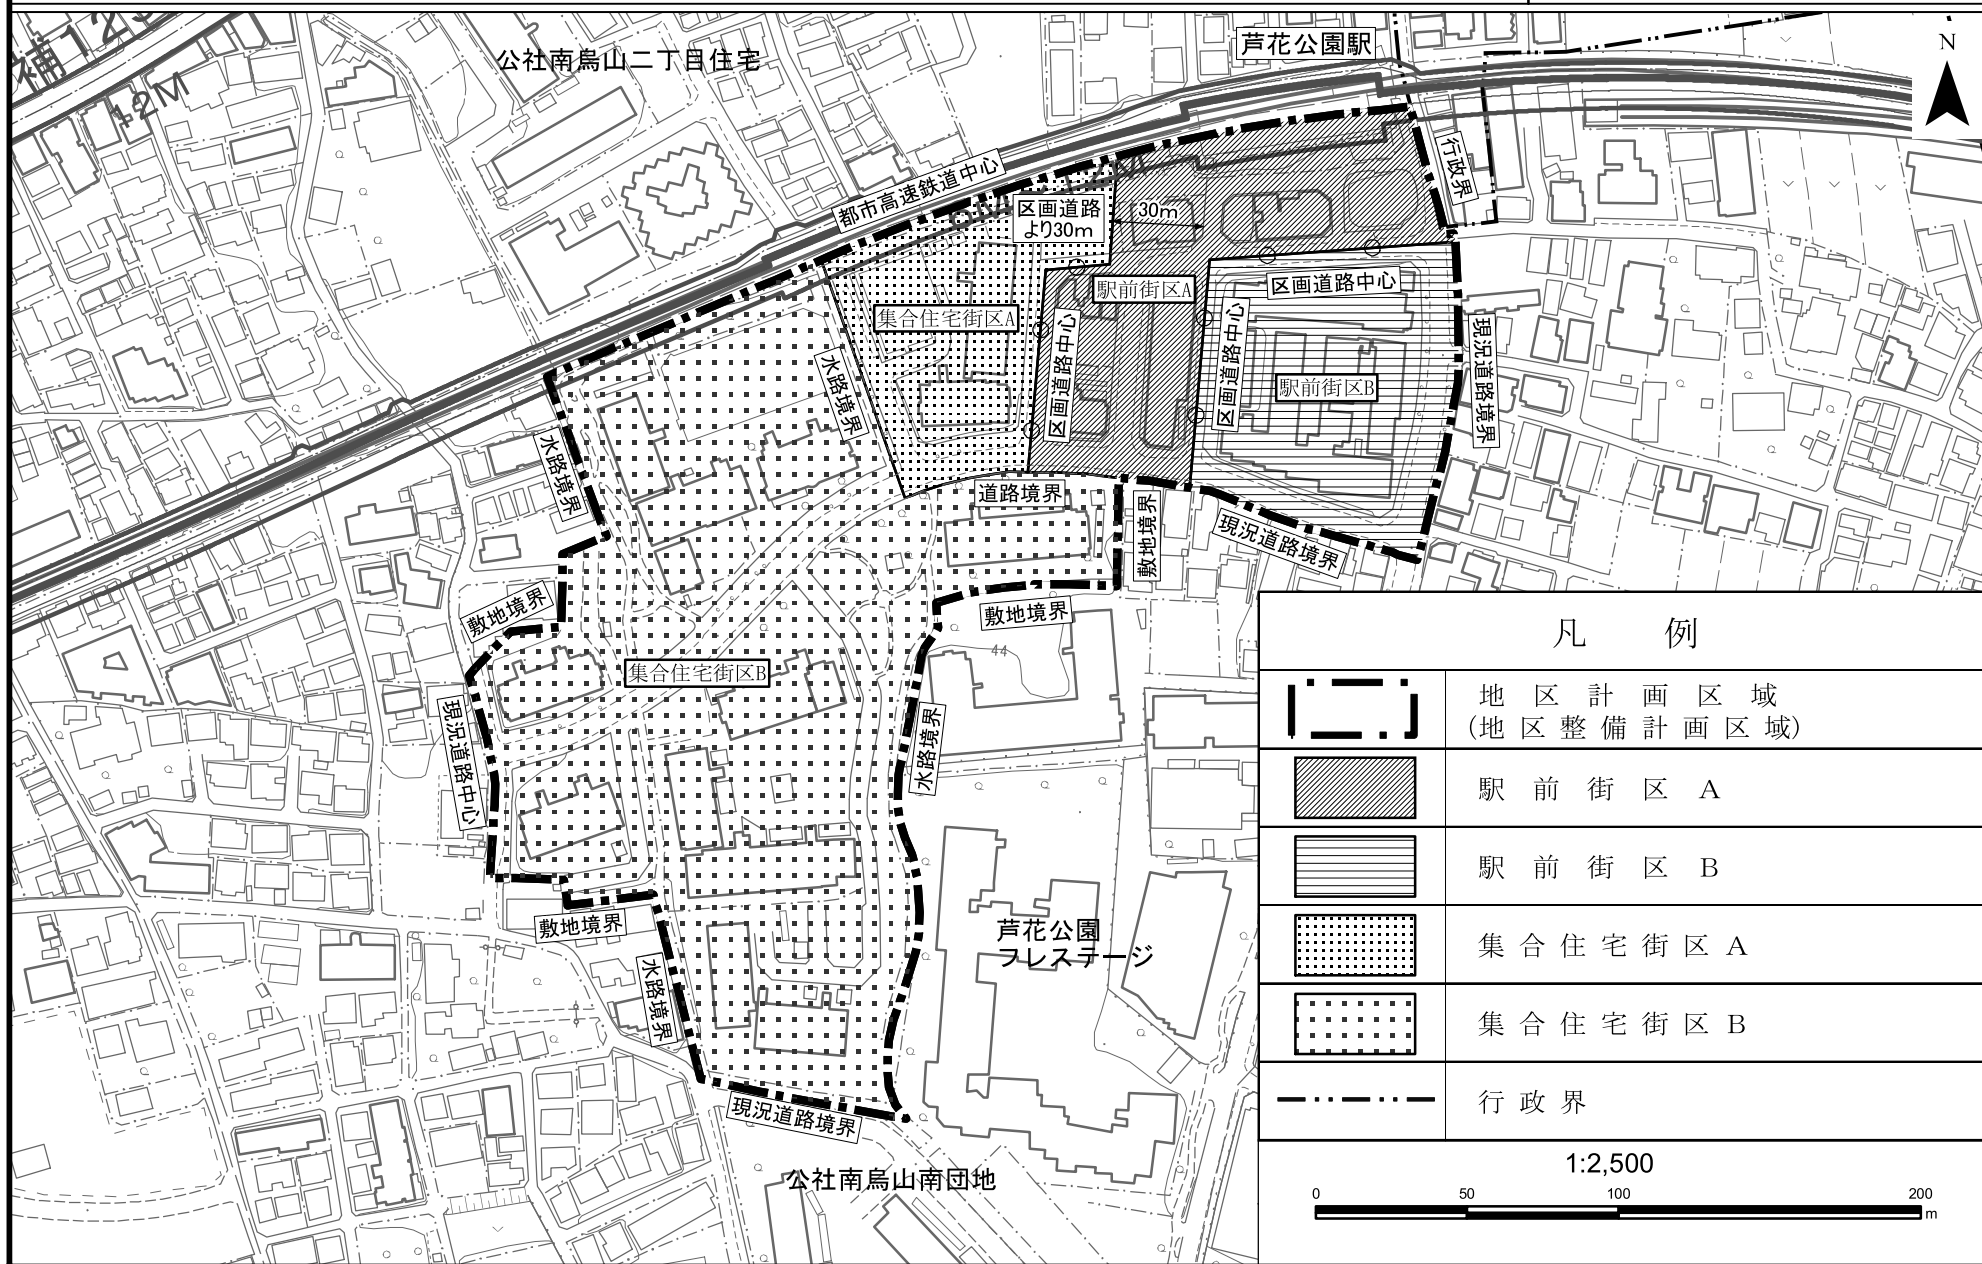 補125
12M
公社南烏山二丁目住宅
芦花公園駅
N
行政界
都市高速鉄道中心
12M
区画道路
より30m
30m
駅前街区A
区画道路中心
集合住宅街区A
区画道路中心
区画道路中心
駅前街区B
現況道路境界
水路境界
水路境界
道路境界
敷地境界
現況道路境界
敷地境界
敷地境界
44
集合住宅街区B
現況道路中心
水路境界
敷地境界
水路境界
芦花公園
フレステージ
現況道路境界
公社南烏山南団地
凡 例
地区計画区域
(地区整備計画区域)
駅前街区A
駅前街区B
集合住宅街区A
集合住宅街区B
行政界
1:2,500
0 50 100 200
m